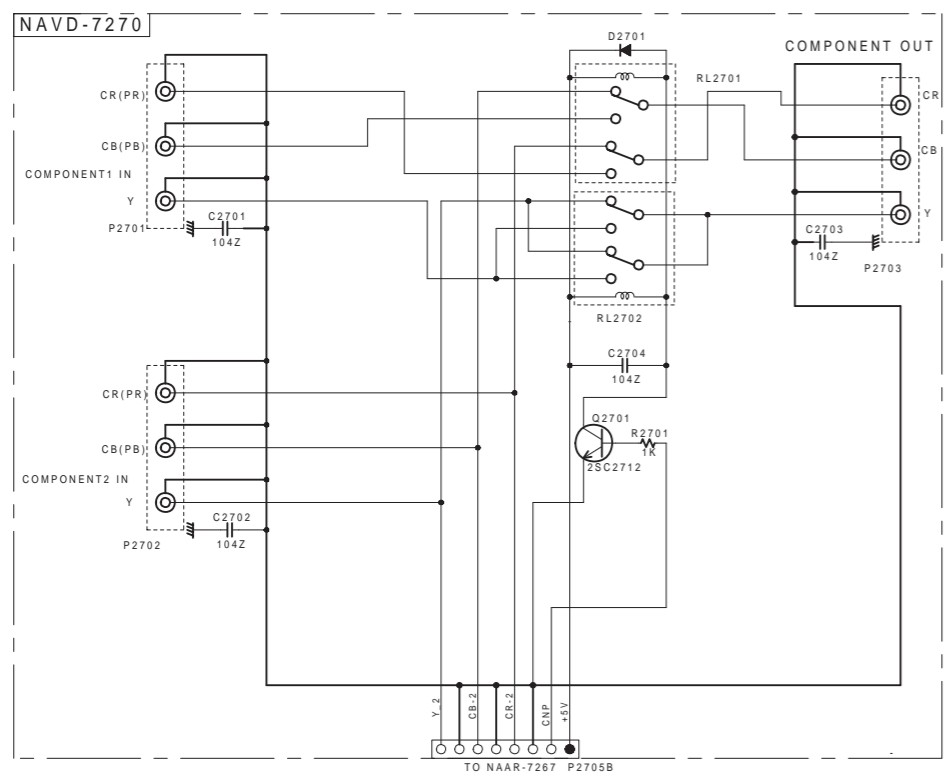 NAVD-7270
D2701
COMPONENT OUT
RL2701
CR(PR)
CR
CB(PB)
CB
COMPONENT1 IN
Y
Y
P2701
C2701
104Z
C2703
104Z
P2703
RL2702
C2704
104Z
CR(PR)
Q2701
R2701
1K
CB(PB)
2SC2712
COMPONENT2 IN
Y
C2702
104Z
P2702
Y_2
CB-2
CR-2
CNP
+5V
TO NAAR-7267 P2705B